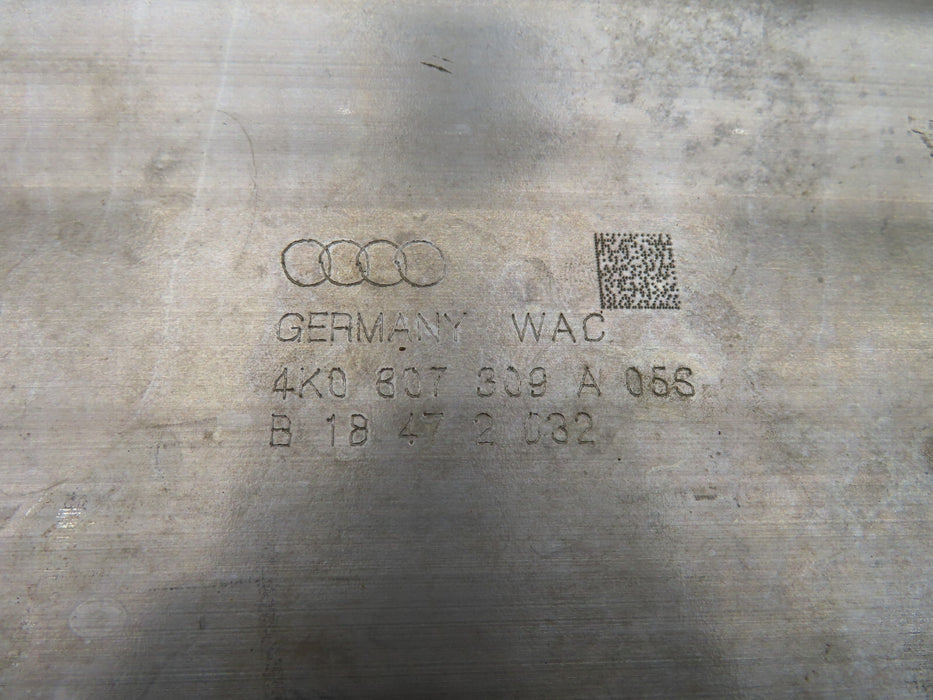 GERMANY WAC
4K0 807 309 A 05S
B 18 47 2 032